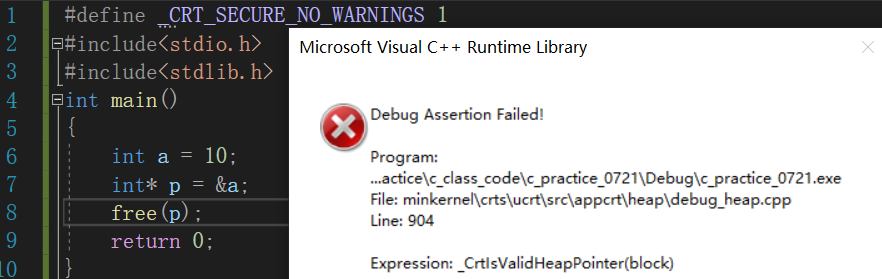 1 #define _CRT_SECURE_NO_WARNINGS 1
2 #include<stdio.h>
3 #include<stdlib.h>
4 int main()
5 {
6 int a = 10;
7 int* p = &a;
8 free(p);
9 return 0;
10 }
Microsoft Visual C++ Runtime Library
Debug Assertion Failed!
Program:
...actice\c_class_code\c_practice_0721\Debug\c_practice_0721.exe
File: minkernel\crts\ucrt\src\appcrt\heap\debug_heap.cpp
Line: 904
Expression: _CrtIsValidHeapPointer(block)